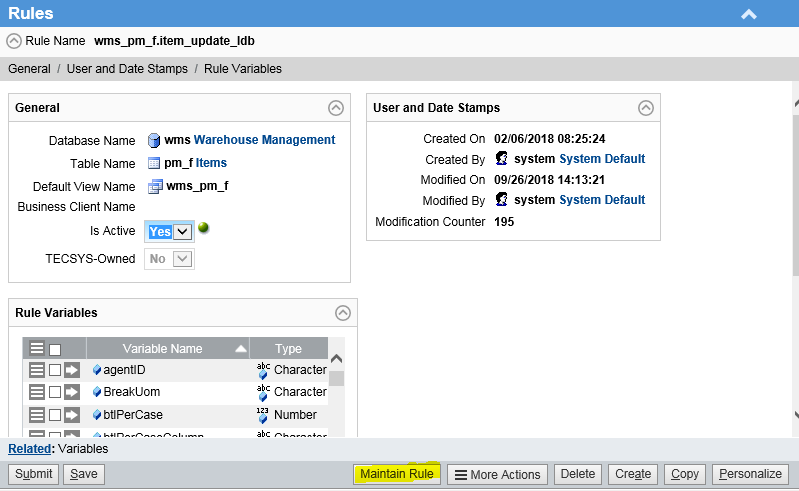 Rules
Rule Name wms_pm_f.item_update_ldb
General / User and Date Stamps / Rule Variables
General
Database Name wms Warehouse Management
Table Name pm_f Items
Default View Name wms_pm_f
Business Client Name
Is Active Yes
TECSYS-Owned No
User and Date Stamps
Created On 02/06/2018 08:25:24
Created By system System Default
Modified On 09/26/2018 14:13:21
Modified By system System Default
Modification Counter 195
Rule Variables
Variable Name Type
agentID abc Character
BreakUom abc Character
btlPerCase 123 Number
btlPerCaseColumn abc Character
Related: Variables
Submit Save Maintain Rule More Actions Delete Create Copy Personalize